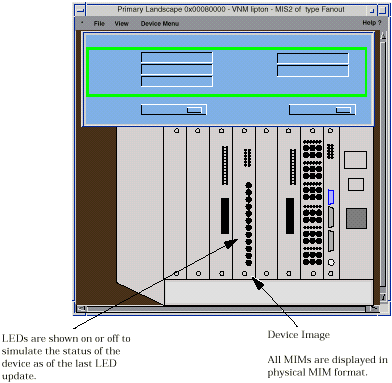 Primary Landscape 0x00080000 - VNM lipton - MIS2 of type Fanout
* File View Device Menu Help ?
LEDs are shown on or off to
simulate the status of the
device as of the last LED
update.
Device Image
All MIMs are displayed in
physical MIM format.